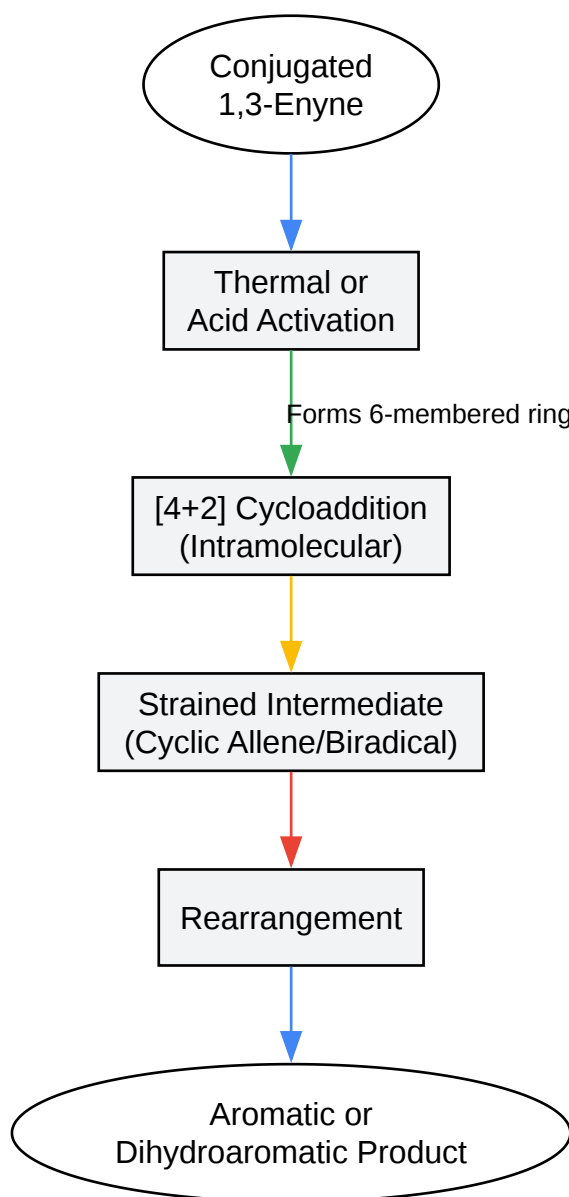 Conjugated
1,3-Enyne
Thermal or
Acid Activation
Forms 6-membered ring
[4+2] Cycloaddition
(Intramolecular)
Strained Intermediate
(Cyclic Allene/Biradical)
Rearrangement
Aromatic or
Dihydroaromatic Product